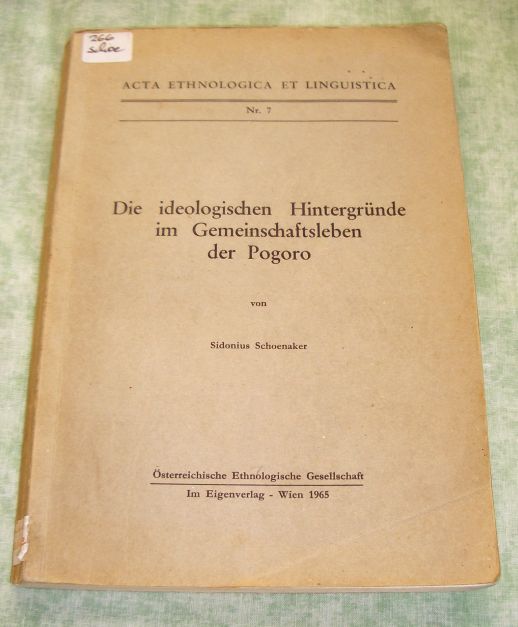 266
schoe
ACTA ETHNOLOGICA ET LINGUISTICA
Nr. 7
Die ideologischen Hintergründe
im Gemeinschaftsleben
der Pogoro
von
Sidonius Schoenaker
Österreichische Ethnologische Gesellschaft
Im Eigenverlag - Wien 1965